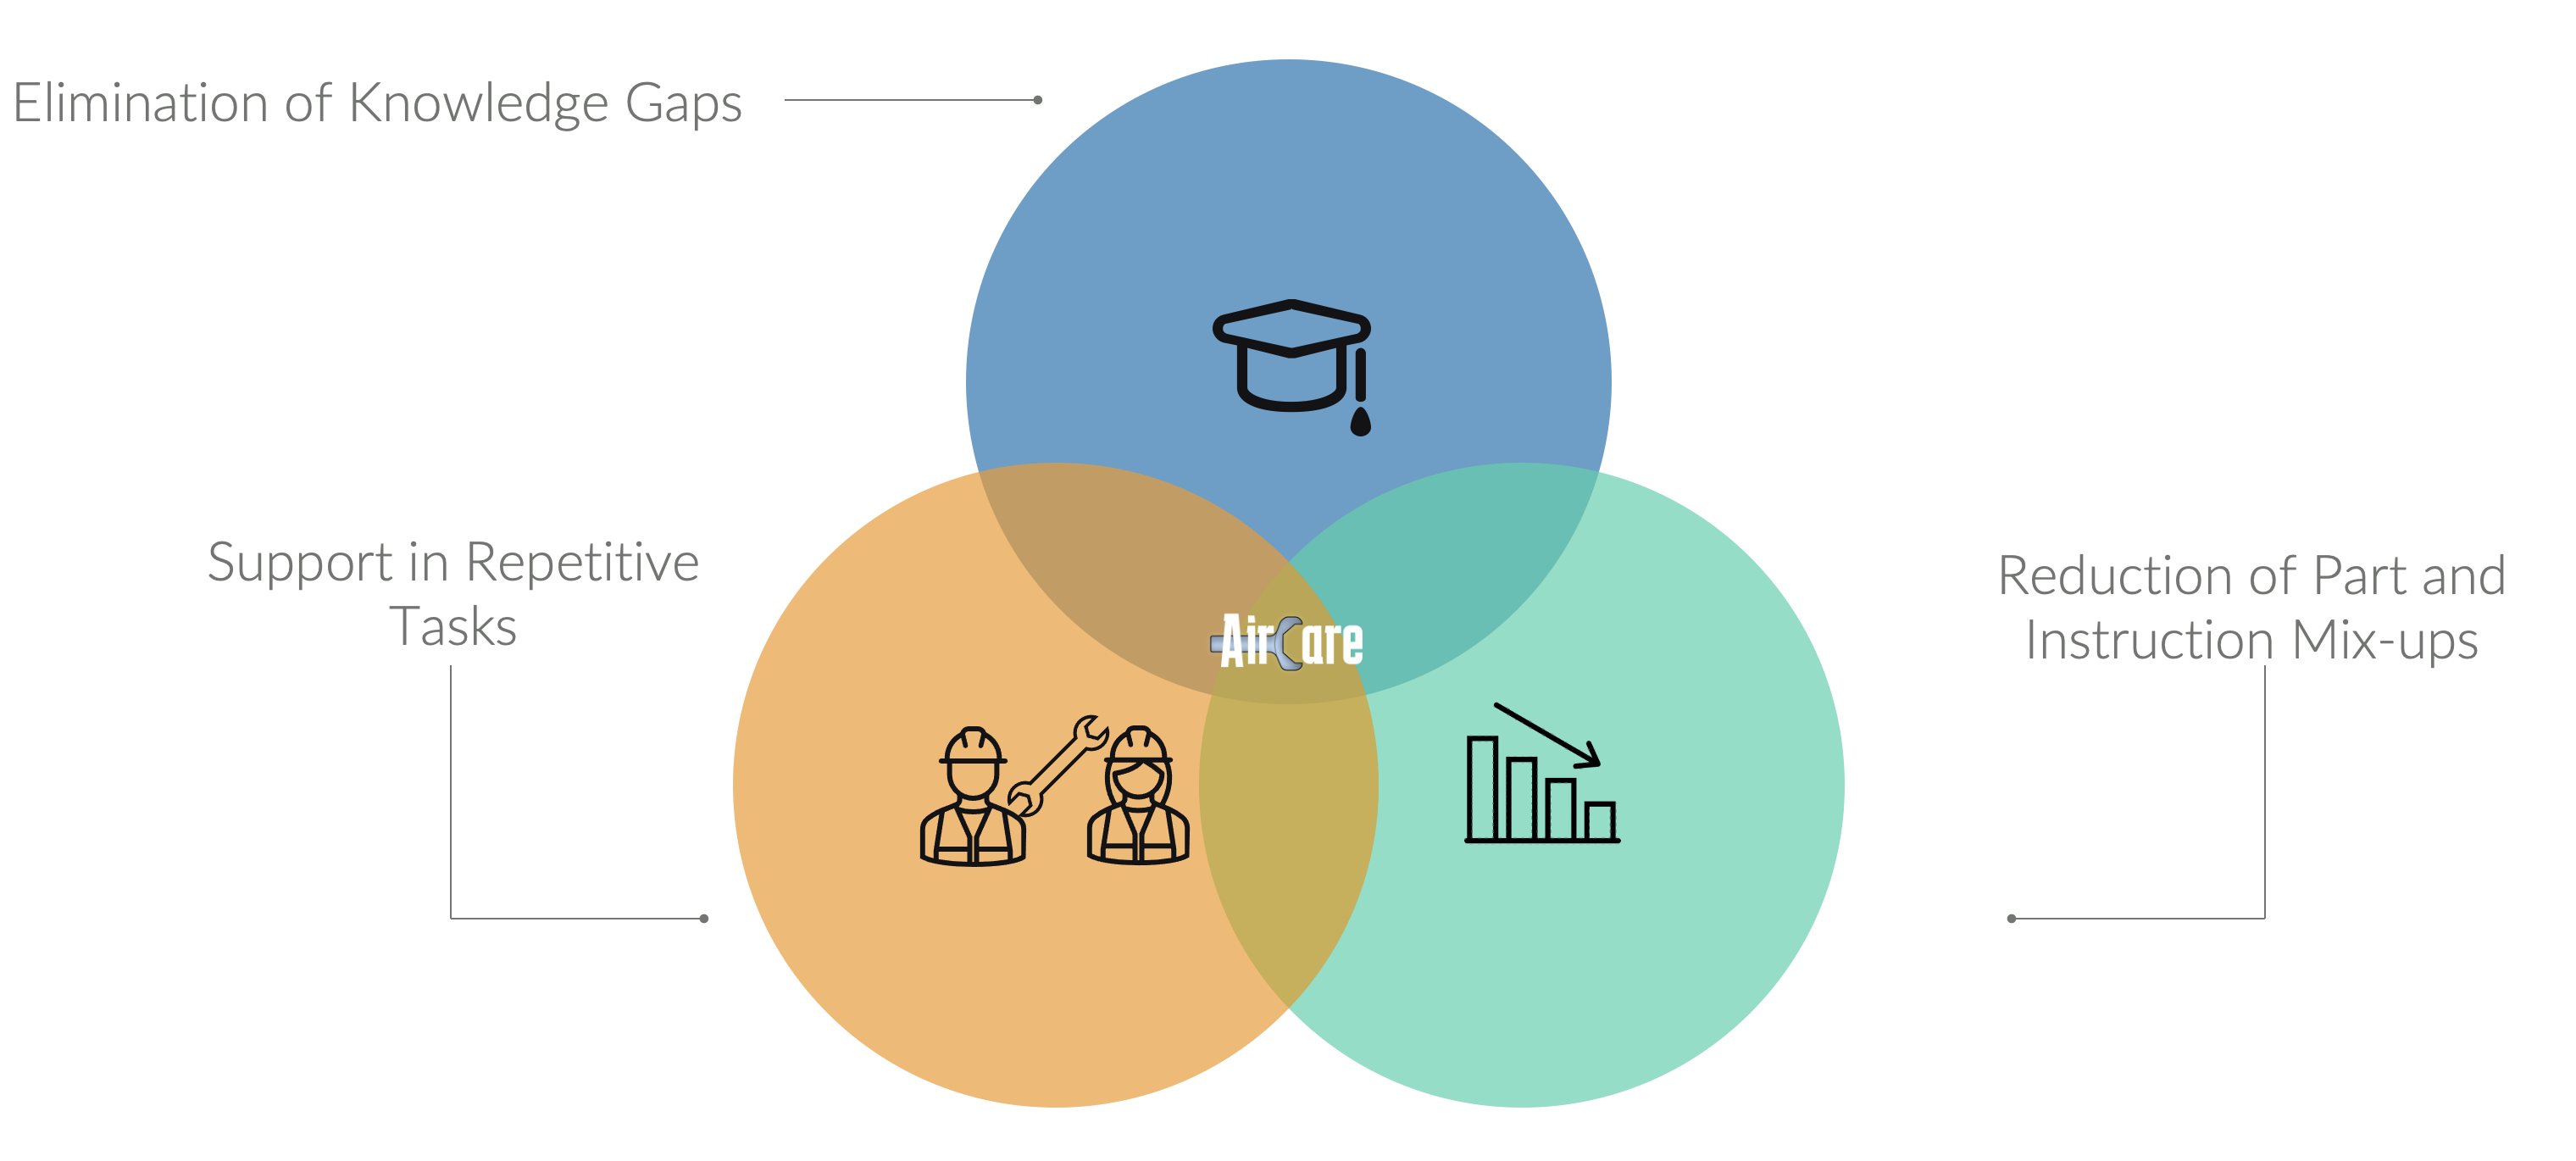 Elimination of Knowledge Gaps
Support in Repetitive
Tasks
Reduction of Part and
Instruction Mix-ups
AirCare